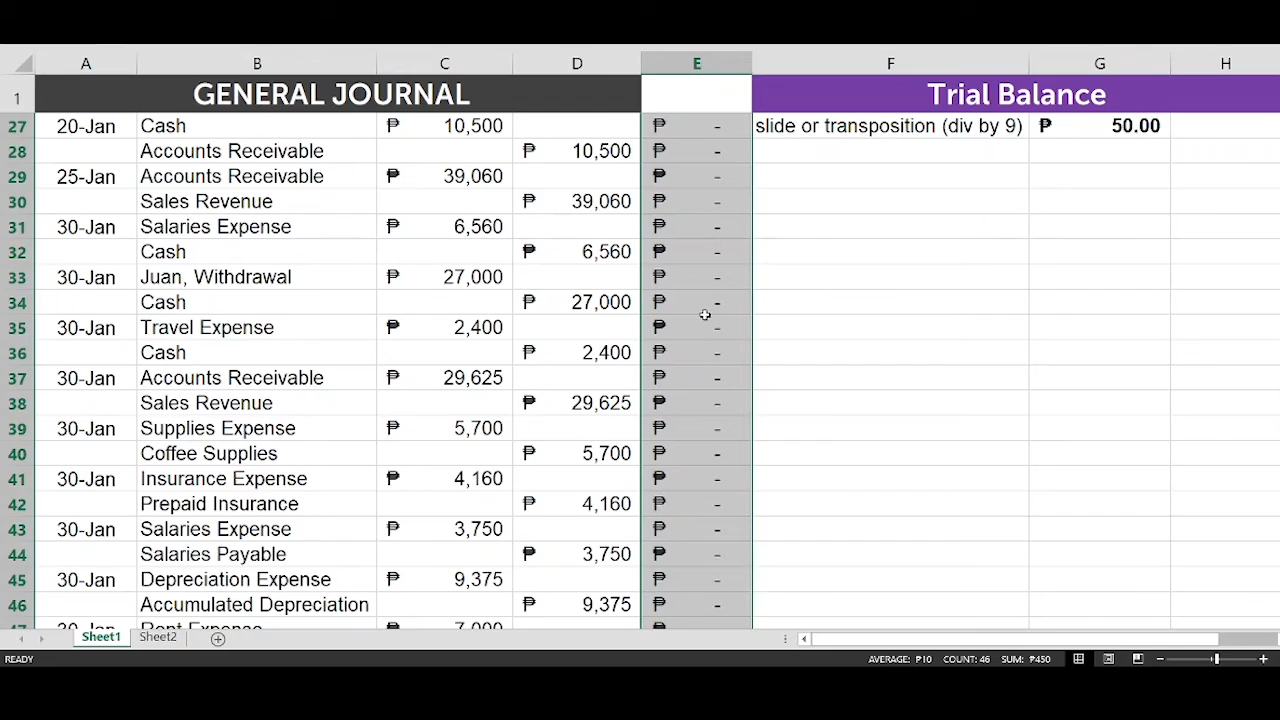 A B C D E F G H
1 GENERAL JOURNAL Trial Balance
27 20-Jan Cash ₱ 10,500 ₱ - slide or transposition (div by 9) ₱ 50.00
28 Accounts Receivable ₱ 10,500 ₱ -
29 25-Jan Accounts Receivable ₱ 39,060 ₱ -
30 Sales Revenue ₱ 39,060 ₱ -
31 30-Jan Salaries Expense ₱ 6,560 ₱ -
32 Cash ₱ 6,560 ₱ -
33 30-Jan Juan, Withdrawal ₱ 27,000 ₱ -
34 Cash ₱ 27,000 ₱ -
35 30-Jan Travel Expense ₱ 2,400 ₱ -
36 Cash ₱ 2,400 ₱ -
37 30-Jan Accounts Receivable ₱ 29,625 ₱ -
38 Sales Revenue ₱ 29,625 ₱ -
39 30-Jan Supplies Expense ₱ 5,700 ₱ -
40 Coffee Supplies ₱ 5,700 ₱ -
41 30-Jan Insurance Expense ₱ 4,160 ₱ -
42 Prepaid Insurance ₱ 4,160 ₱ -
43 30-Jan Salaries Expense ₱ 3,750 ₱ -
44 Salaries Payable ₱ 3,750 ₱ -
45 30-Jan Depreciation Expense ₱ 9,375 ₱ -
46 Accumulated Depreciation ₱ 9,375 ₱ -
47 30-Jan Rent Expense ₱ 7,000 ₱
Sheet1 Sheet2
READY AVERAGE: ₱10 COUNT: 46 SUM: ₱450